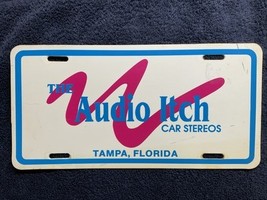 THE
Audio Itch
CAR STEREOS
TAMPA, FLORIDA